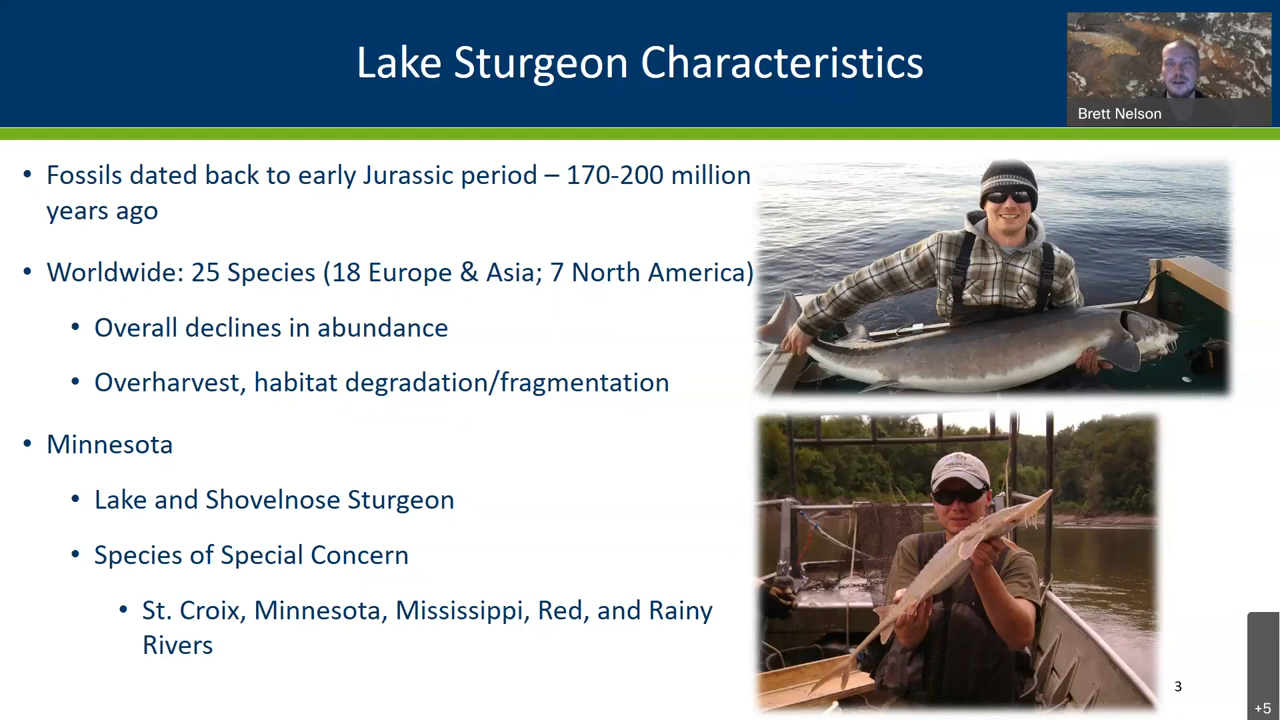 Lake Sturgeon Characteristics
Brett Nelson
• Fossils dated back to early Jurassic period – 170-200 million
years ago
• Worldwide: 25 Species (18 Europe & Asia; 7 North America)
• Overall declines in abundance
• Overharvest, habitat degradation/fragmentation
• Minnesota
• Lake and Shovelnose Sturgeon
• Species of Special Concern
• St. Croix, Minnesota, Mississippi, Red, and Rainy
Rivers
3
+5